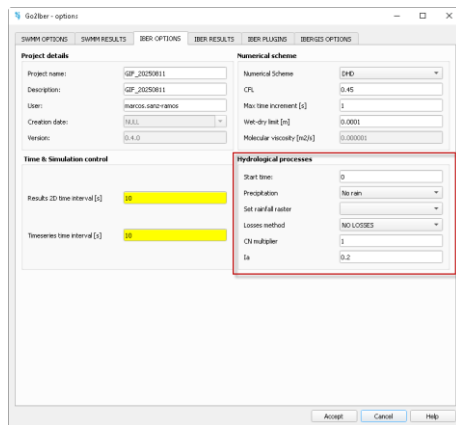 Go2Iber - options
SWMM OPTIONS SWMM RESULTS IBER OPTIONS IBER RESULTS IBER PLUGINS IBERGIS OPTIONS
Project details
Project name: GIF_20250811
Description: GIF_20250811
User: marcos.sanz-ramos
Creation date: NULL
Version: 0.4.0
Numerical scheme
Numerical Scheme DHD
CFL 0.45
Max time increment [s] 1
Wet-dry limit [m] 0.0001
Molecular viscosity [m2/s] 0.000001
Time & Simulation control
Results 2D time interval [s] 10
Timeseries time interval [s] 10
Hydrological processes
Start time: 0
Precipitation No rain
Set rainfall raster
Losses method NO LOSSES
CN multiplier 1
Ia 0.2
Accept Cancel Help